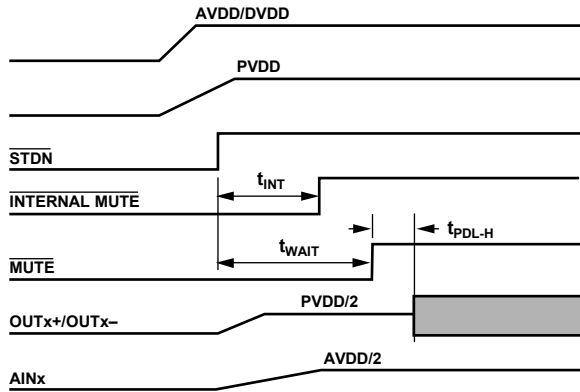 AVDD/DVDD
PVDD
STDN
tINT
INTERNAL MUTE
tPDL-H
tWAIT
MUTE
PVDD/2
OUTx+/OUTx–
AVDD/2
AINx